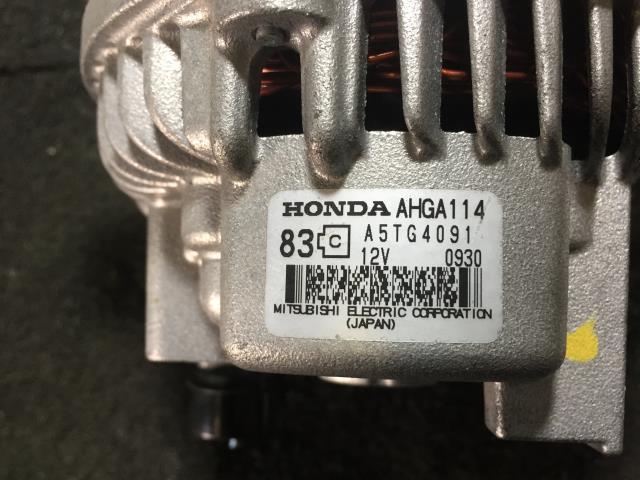 HONDA AHGA114
83 C A5TG4091
12V 0930
MITSUBISHI ELECTRIC CORPORATION
(JAPAN)